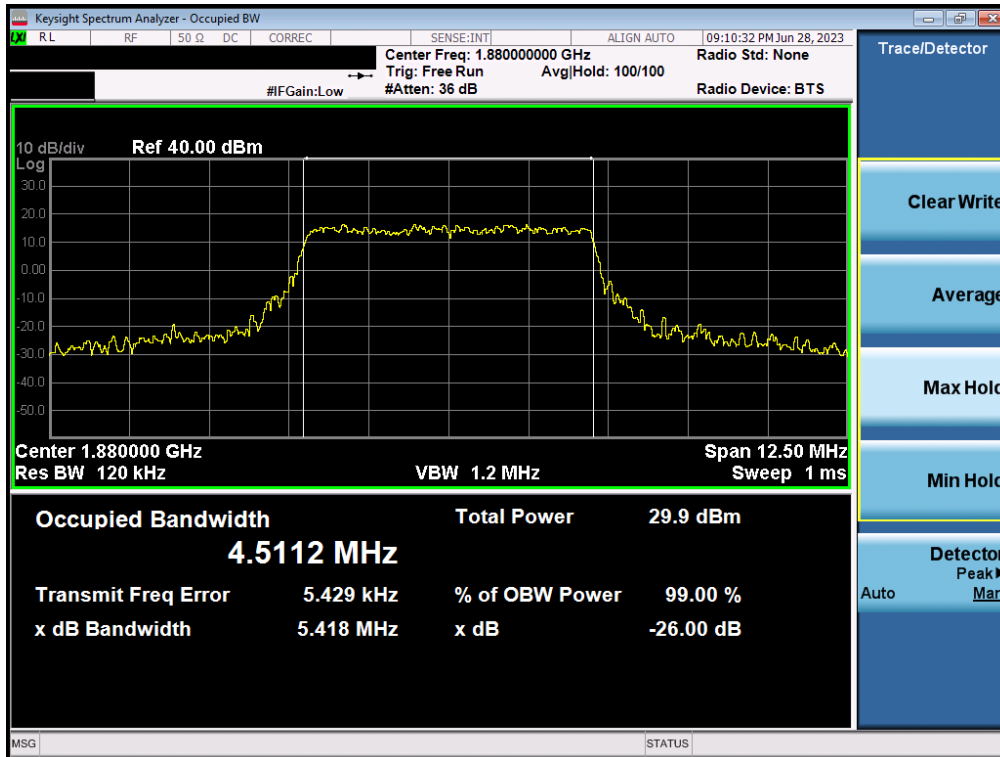 Keysight Spectrum Analyzer - Occupied BW
LXI RL RF 50 Ω DC CORREC SENSE:INT ALIGN AUTO 09:10:32 PM Jun 28, 2023
Center Freq: 1.880000000 GHz Radio Std: None
Trig: Free Run Avg|Hold: 100/100
#IFGain:Low #Atten: 36 dB Radio Device: BTS
Trace/Detector
10 dB/div Ref 40.00 dBm
Log
30.0
20.0
10.0
0.00
-10.0
-20.0
-30.0
-40.0
-50.0
Center 1.880000 GHz Span 12.50 MHz
Res BW 120 kHz VBW 1.2 MHz Sweep 1 ms
Occupied Bandwidth Total Power 29.9 dBm
4.5112 MHz
Transmit Freq Error 5.429 kHz % of OBW Power 99.00 %
x dB Bandwidth 5.418 MHz x dB -26.00 dB
Clear Write
Average
Max Hold
Min Hold
Detector
Peak
Auto Man
MSG STATUS